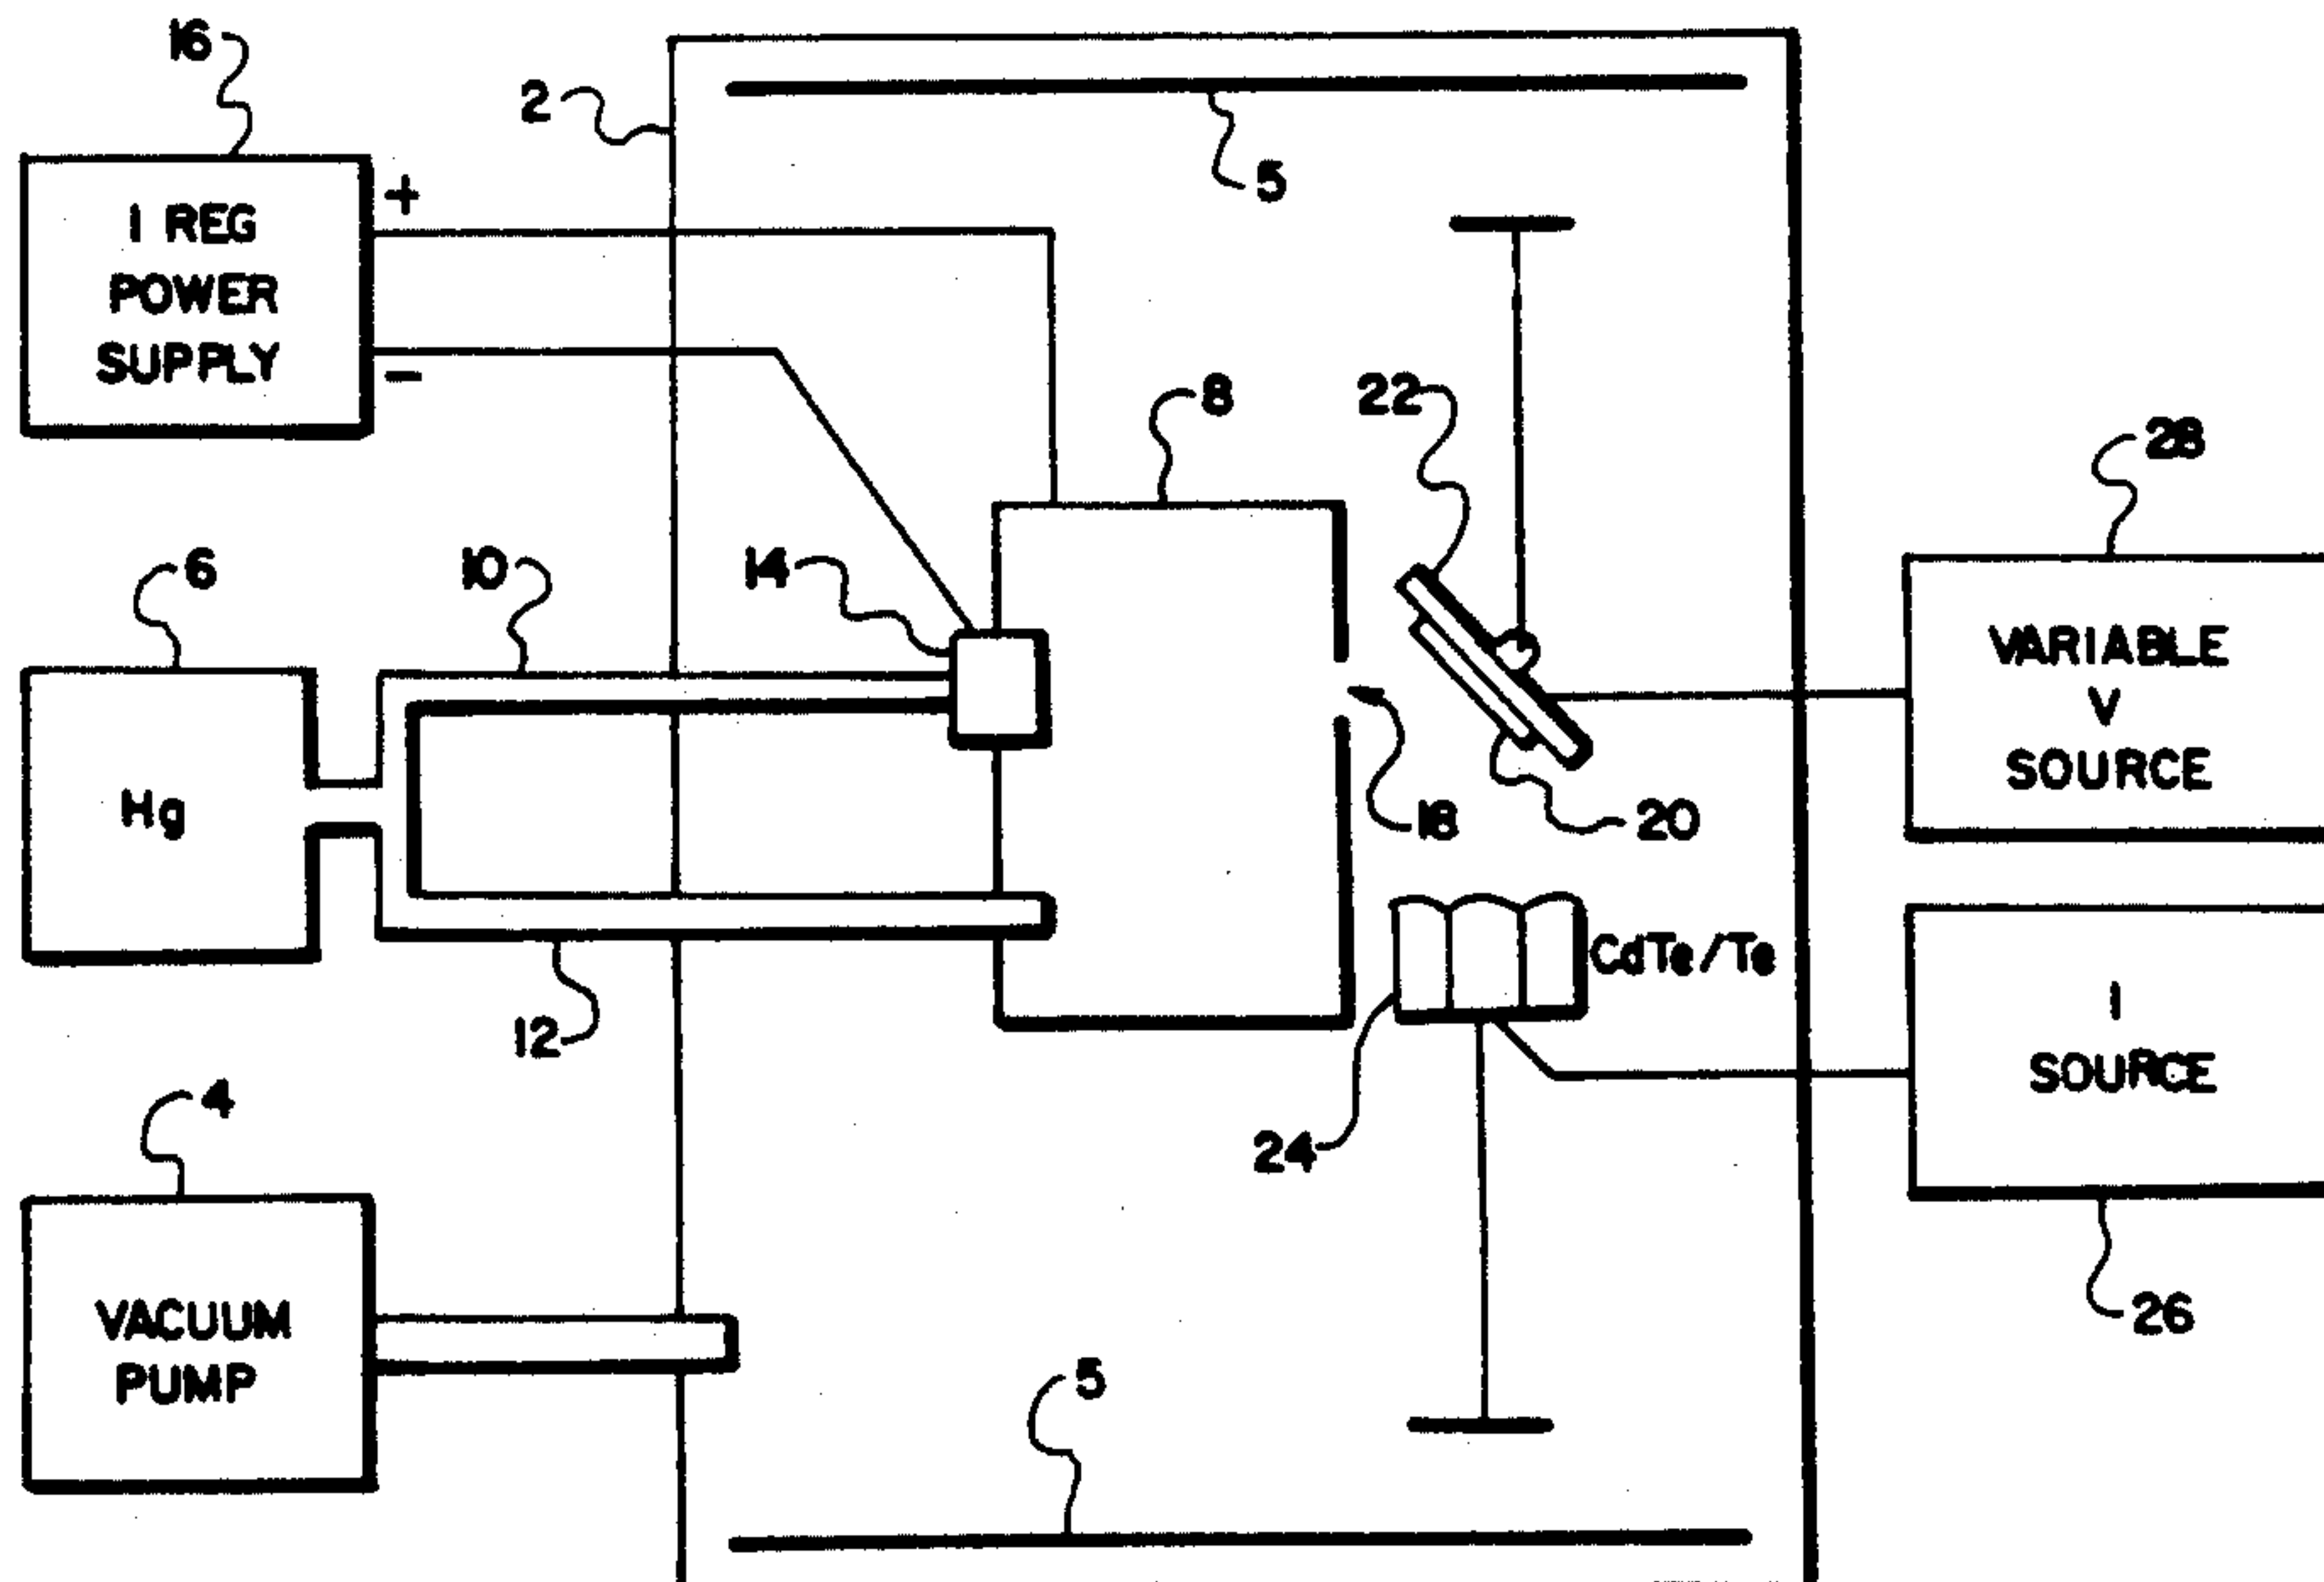 16
2
5
+
I REG
POWER
SUPPLY
−
8
22
28
6
10
14
VARIABLE
V
SOURCE
Hg
18
20
CdTe/Te
I
SOURCE
12
4
24
26
VACUUM
PUMP
5